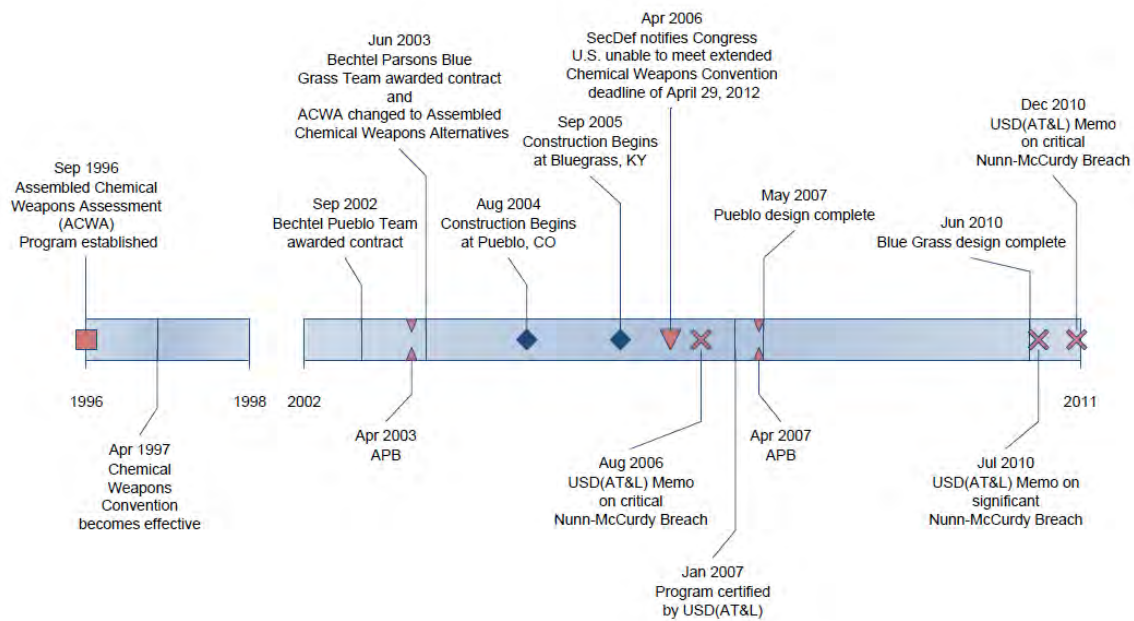 Apr 2006
SecDef notifies Congress
U.S. unable to meet extended
Chemical Weapons Convention
deadline of April 29, 2012
Jun 2003
Bechtel Parsons Blue
Grass Team awarded contract
and
ACWA changed to Assembled
Chemical Weapons Alternatives
Dec 2010
USD(AT&L) Memo
on critical
Nunn-McCurdy Breach
Sep 2005
Construction Begins
at Bluegrass, KY
Sep 1996
Assembled Chemical
Weapons Assessment
(ACWA)
Program established
Sep 2002
Bechtel Pueblo Team
awarded contract
Aug 2004
Construction Begins
at Pueblo, CO
May 2007
Pueblo design complete
Jun 2010
Blue Grass design complete
1996
1998
2002
2011
Apr 1997
Chemical
Weapons
Convention
becomes effective
Apr 2003
APB
Aug 2006
USD(AT&L) Memo
on critical
Nunn-McCurdy Breach
Apr 2007
APB
Jul 2010
USD(AT&L) Memo on
significant
Nunn-McCurdy Breach
Jan 2007
Program certified
by USD(AT&L)